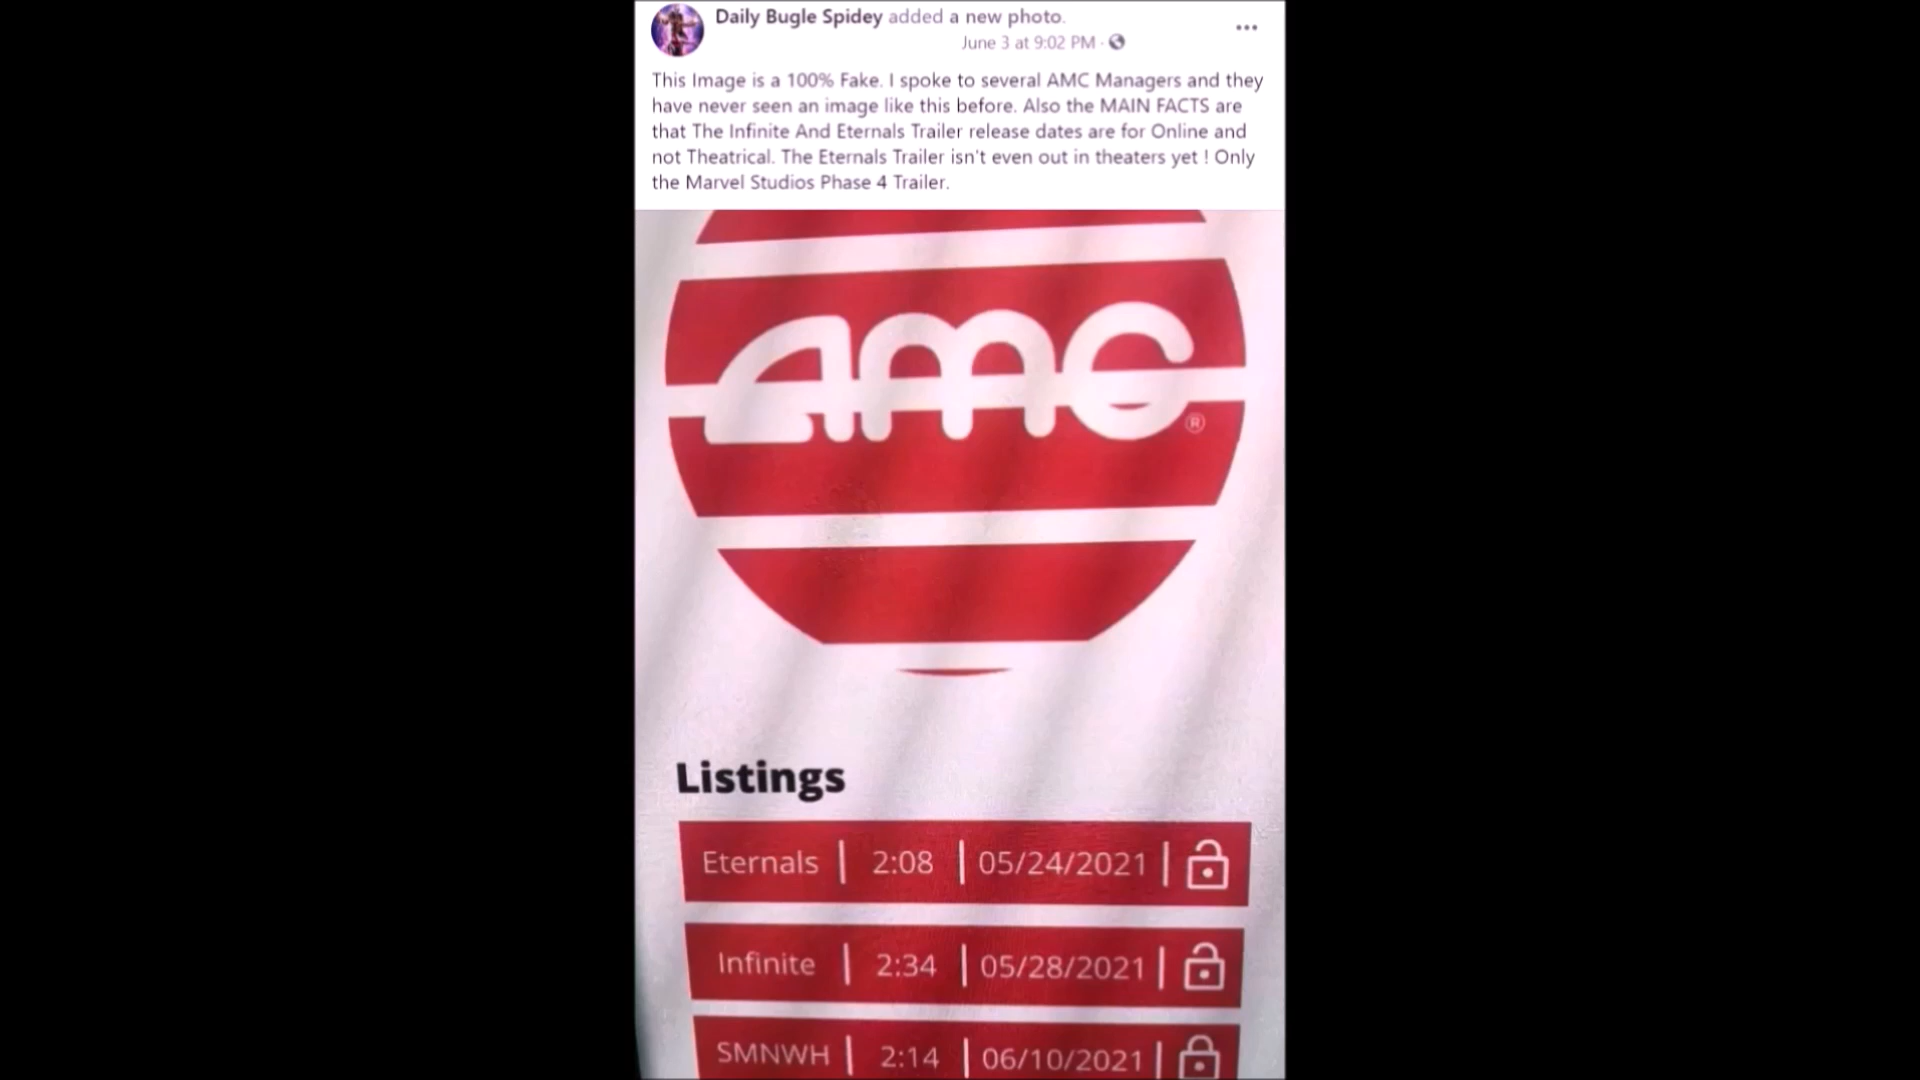 Daily Bugle Spidey added a new photo.
June 3 at 9:02 PM ·
This Image is a 100% Fake. I spoke to several AMC Managers and they
have never seen an image like this before. Also the MAIN FACTS are
that The Infinite And Eternals Trailer release dates are for Online and
not Theatrical. The Eternals Trailer isn't even out in theaters yet ! Only
the Marvel Studios Phase 4 Trailer.
amc ®
Listings
Eternals | 2:08 | 05/24/2021 |
Infinite | 2:34 | 05/28/2021 |
SMNWH | 2:14 | 06/10/2021 |